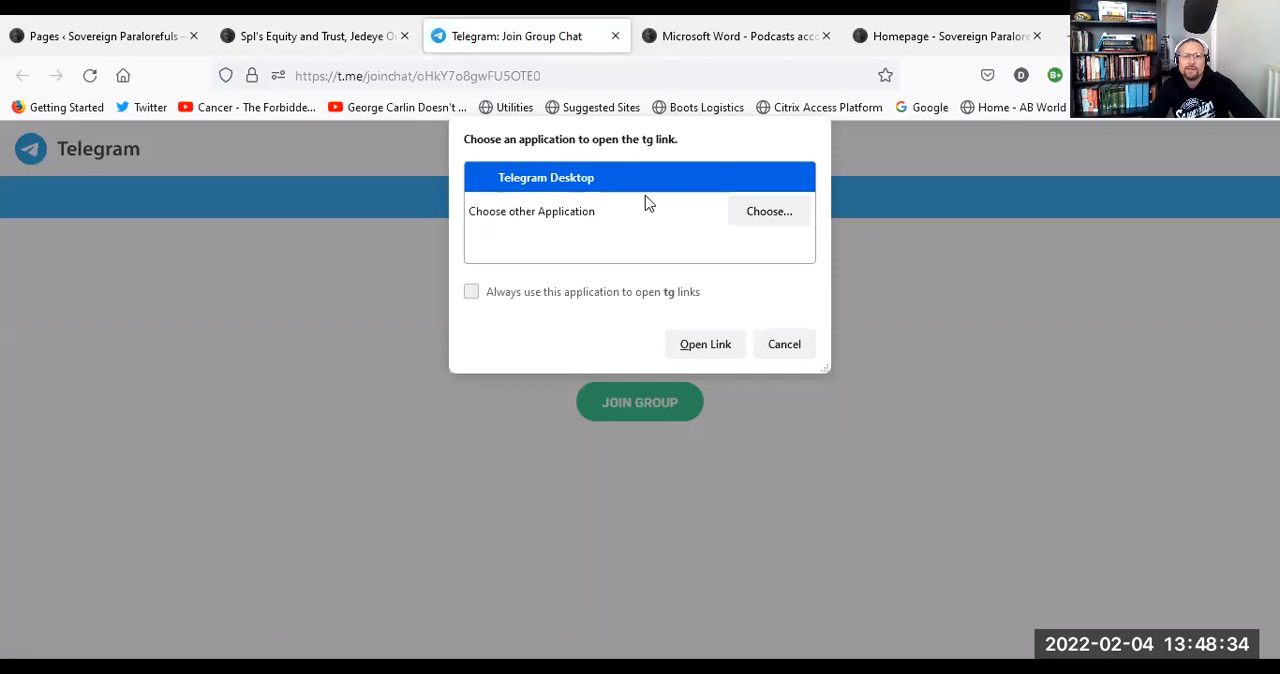 Pages ‹ Sovereign Paralorefuls
Spl's Equity and Trust, Jedye O
Telegram: Join Group Chat
Microsoft Word - Podcasts acc
Homepage - Sovereign Paralore
https://t.me/joinchat/oHkY7o8gwFU5OTE0
D
B+
Getting Started
Twitter
Cancer - The Forbidde...
George Carlin Doesn't ...
Utilities
Suggested Sites
Boots Logistics
Citrix Access Platform
Google
Home - AB World
Telegram
Choose an application to open the tg link.
Telegram Desktop
Choose other Application
Choose...
Always use this application to open tg links
Open Link
Cancel
JOIN GROUP
2022-02-04 13:48:34